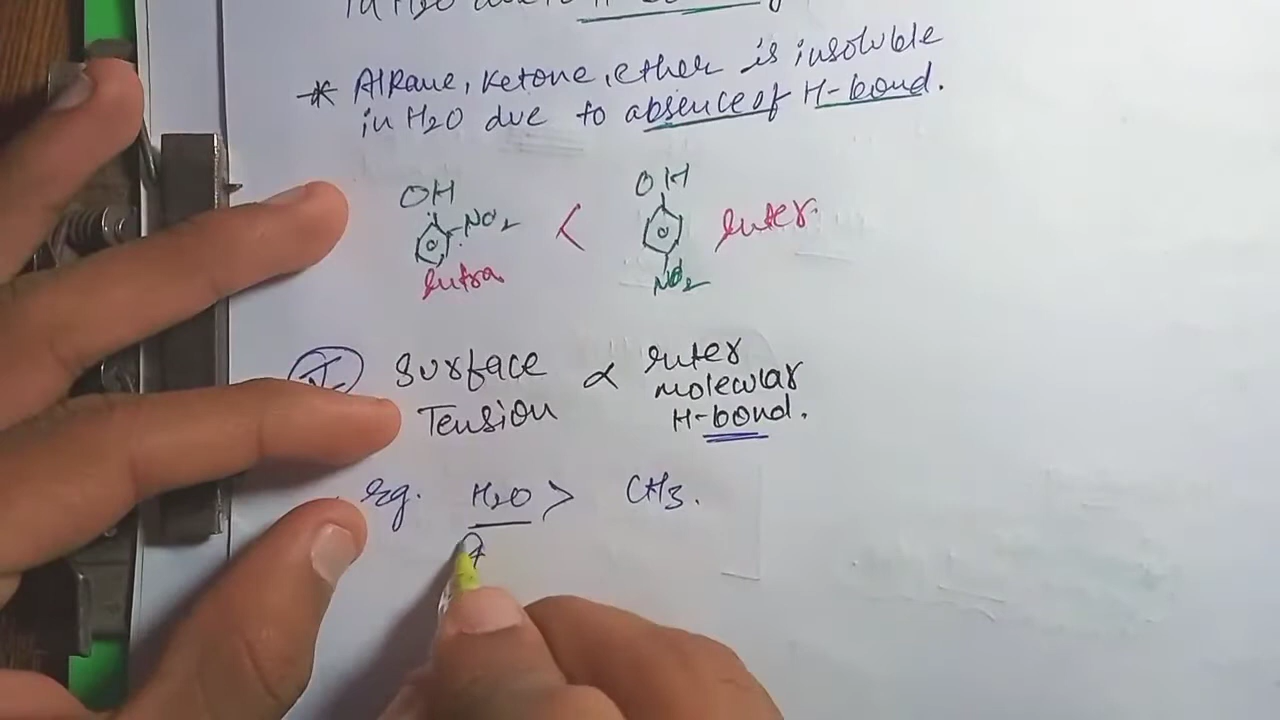 * Alkane, Ketone, ether is insoluble
in H2O due to absence of H-bond.
OH OH
NO2 < Inter.
Intra NO2
Surface ∝ Inter
Tension molecular
H-bond.
eg. H2O > CH3.